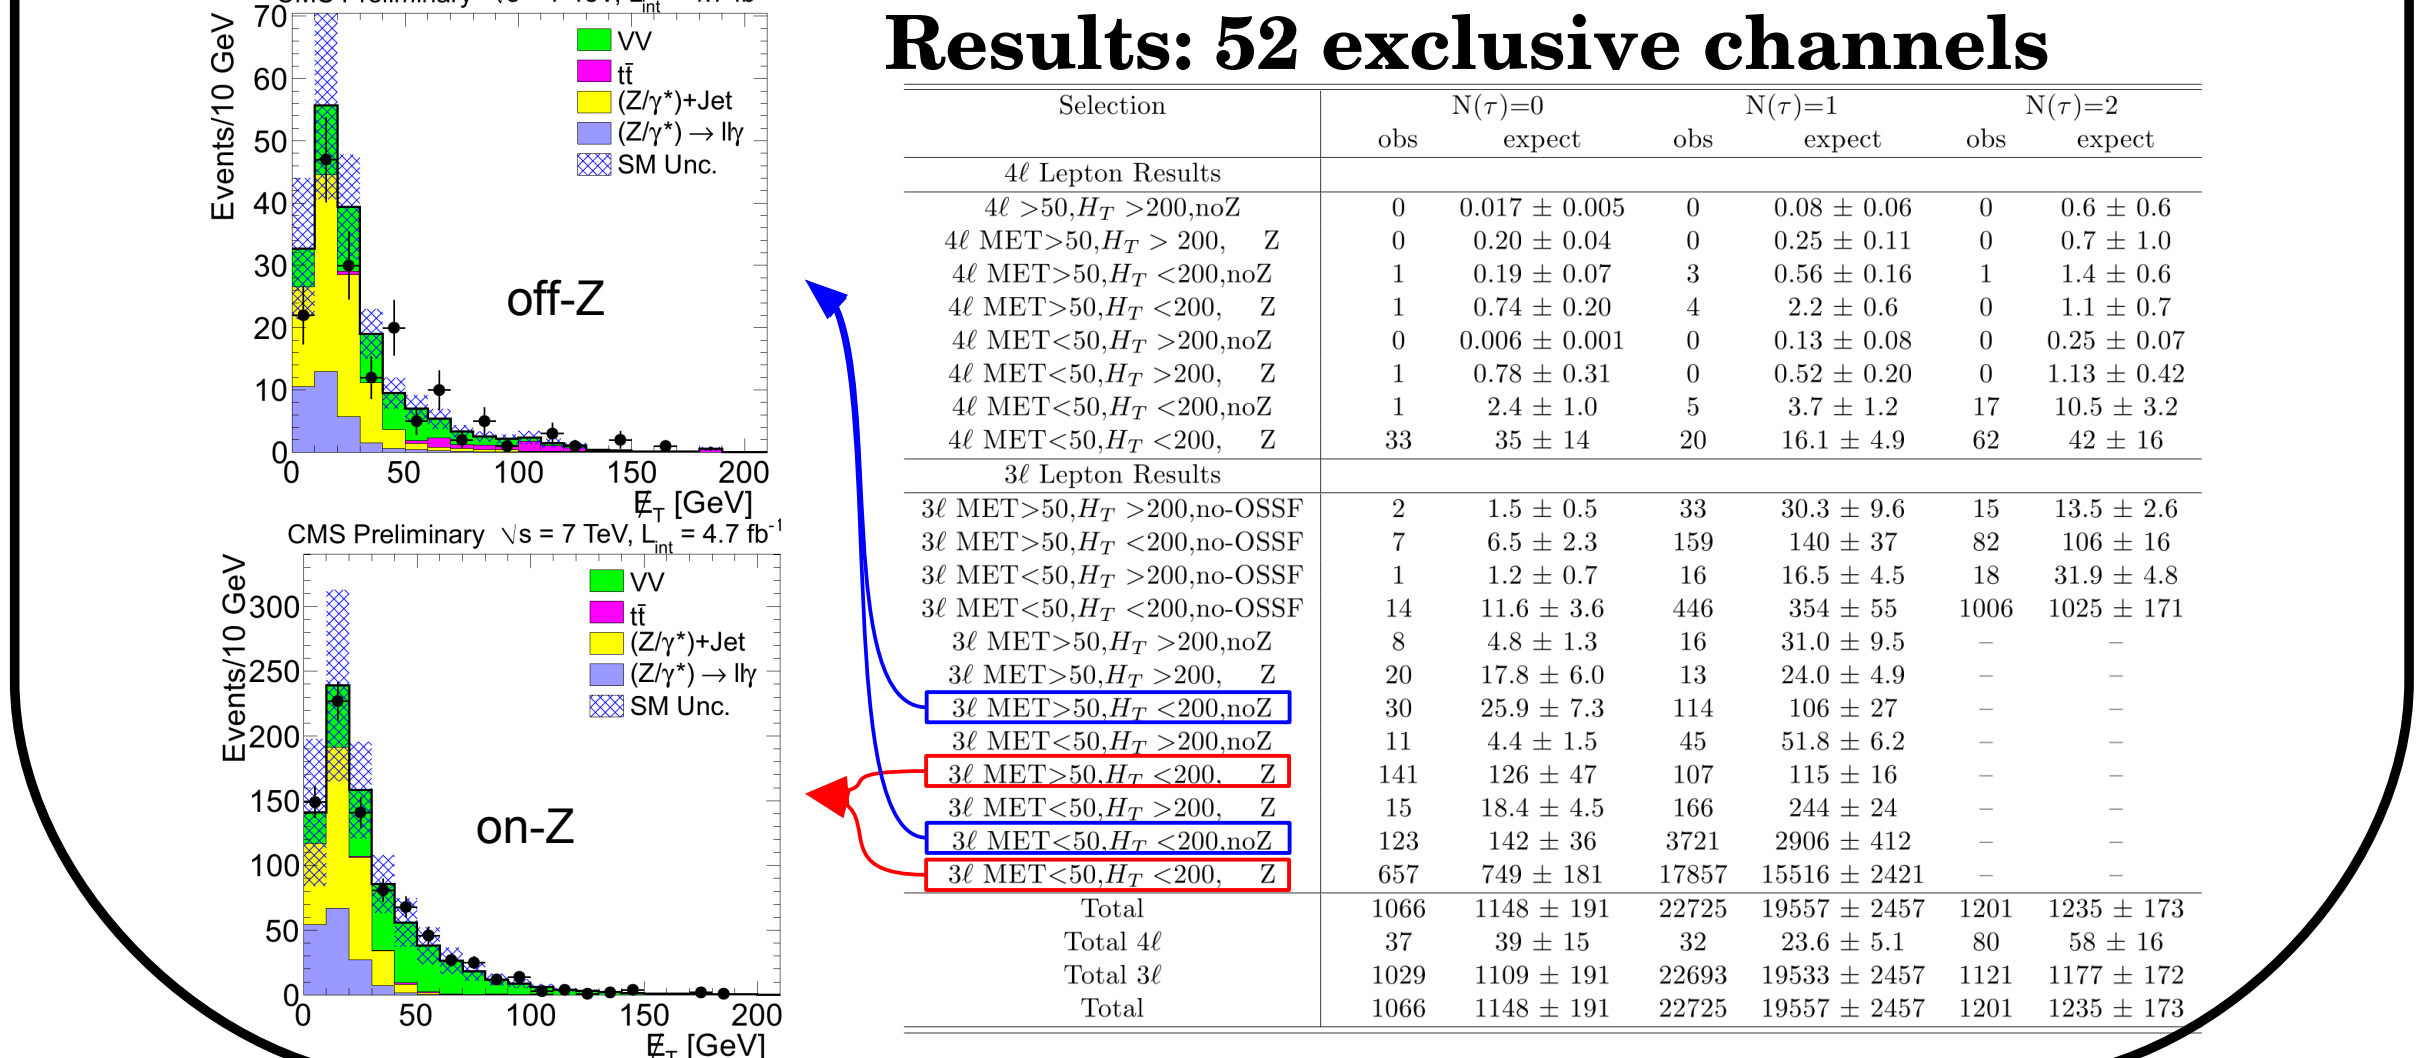 CMS Preliminary √s = 7 TeV, L_int = 4.7 fb
Events/10 GeV
70
60
50
40
30
20
10
0
VV
tt̄
(Z/γ*)+Jet
(Z/γ*) → llγ
SM Unc.
off-Z
0 50 100 150 200
E̸_T [GeV]
CMS Preliminary √s = 7 TeV, L_int = 4.7 fb⁻¹
Events/10 GeV
300
250
200
150
100
50
0
VV
tt̄
(Z/γ*)+Jet
(Z/γ*) → llγ
SM Unc.
on-Z
0 50 100 150 200
E̸_T [GeV]
Results: 52 exclusive channels
Selection N(τ)=0 N(τ)=1 N(τ)=2
obs expect obs expect obs expect
4ℓ Lepton Results
4ℓ >50,H_T >200,noZ 0 0.017 ± 0.005 0 0.08 ± 0.06 0 0.6 ± 0.6
4ℓ MET>50,H_T > 200, Z 0 0.20 ± 0.04 0 0.25 ± 0.11 0 0.7 ± 1.0
4ℓ MET>50,H_T <200,noZ 1 0.19 ± 0.07 3 0.56 ± 0.16 1 1.4 ± 0.6
4ℓ MET>50,H_T <200, Z 1 0.74 ± 0.20 4 2.2 ± 0.6 0 1.1 ± 0.7
4ℓ MET<50,H_T >200,noZ 0 0.006 ± 0.001 0 0.13 ± 0.08 0 0.25 ± 0.07
4ℓ MET<50,H_T >200, Z 1 0.78 ± 0.31 0 0.52 ± 0.20 0 1.13 ± 0.42
4ℓ MET<50,H_T <200,noZ 1 2.4 ± 1.0 5 3.7 ± 1.2 17 10.5 ± 3.2
4ℓ MET<50,H_T <200, Z 33 35 ± 14 20 16.1 ± 4.9 62 42 ± 16
3ℓ Lepton Results
3ℓ MET>50,H_T >200,no-OSSF 2 1.5 ± 0.5 33 30.3 ± 9.6 15 13.5 ± 2.6
3ℓ MET>50,H_T <200,no-OSSF 7 6.5 ± 2.3 159 140 ± 37 82 106 ± 16
3ℓ MET<50,H_T >200,no-OSSF 1 1.2 ± 0.7 16 16.5 ± 4.5 18 31.9 ± 4.8
3ℓ MET<50,H_T <200,no-OSSF 14 11.6 ± 3.6 446 354 ± 55 1006 1025 ± 171
3ℓ MET>50,H_T >200,noZ 8 4.8 ± 1.3 16 31.0 ± 9.5 – –
3ℓ MET>50,H_T >200, Z 20 17.8 ± 6.0 13 24.0 ± 4.9 – –
3ℓ MET>50,H_T <200,noZ 30 25.9 ± 7.3 114 106 ± 27 – –
3ℓ MET<50,H_T >200,noZ 11 4.4 ± 1.5 45 51.8 ± 6.2 – –
3ℓ MET>50,H_T <200, Z 141 126 ± 47 107 115 ± 16 – –
3ℓ MET<50,H_T >200, Z 15 18.4 ± 4.5 166 244 ± 24 – –
3ℓ MET<50,H_T <200,noZ 123 142 ± 36 3721 2906 ± 412 – –
3ℓ MET<50,H_T <200, Z 657 749 ± 181 17857 15516 ± 2421 – –
Total 1066 1148 ± 191 22725 19557 ± 2457 1201 1235 ± 173
Total 4ℓ 37 39 ± 15 32 23.6 ± 5.1 80 58 ± 16
Total 3ℓ 1029 1109 ± 191 22693 19533 ± 2457 1121 1177 ± 172
Total 1066 1148 ± 191 22725 19557 ± 2457 1201 1235 ± 173